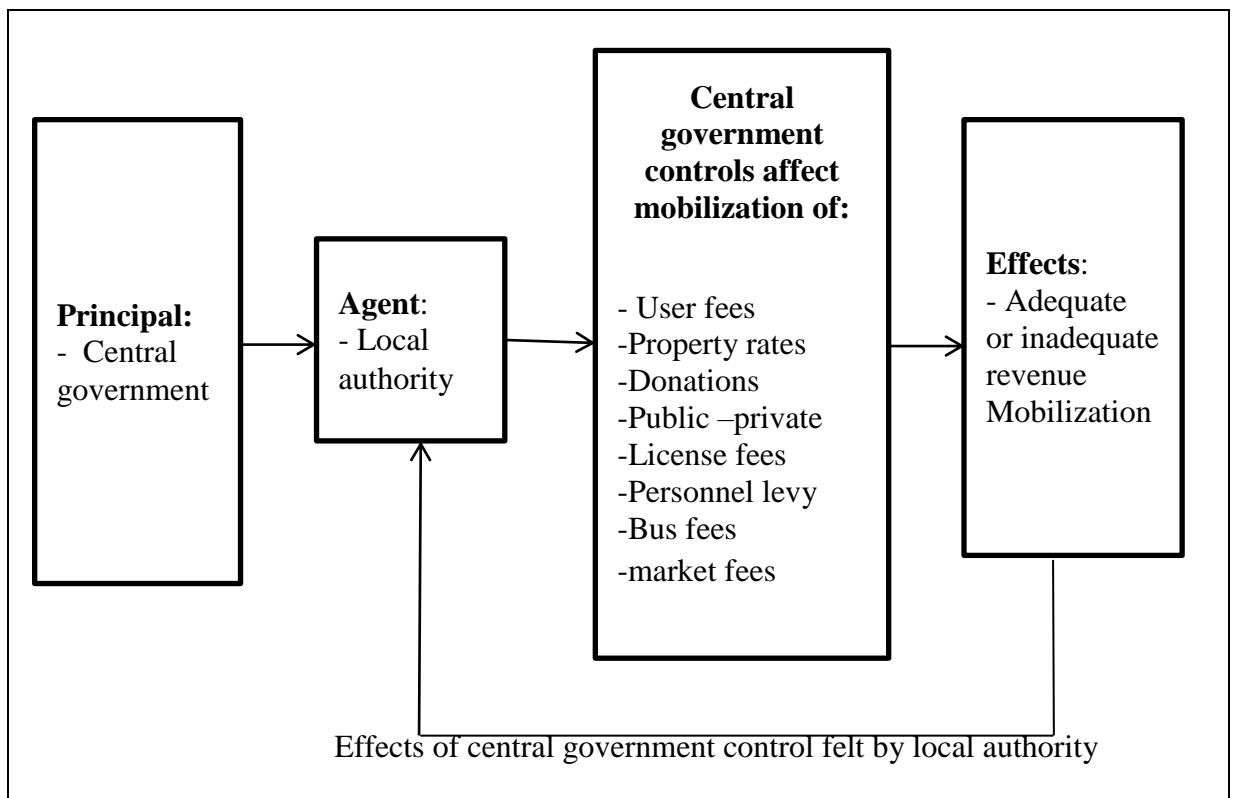 Principal:
- Central
government
Agent:
- Local
authority
Central
government
controls affect
mobilization of:
- User fees
-Property rates
-Donations
-Public –private
-License fees
-Personnel levy
-Bus fees
-market fees
Effects:
- Adequate
or inadequate
revenue
Mobilization
Effects of central government control felt by local authority